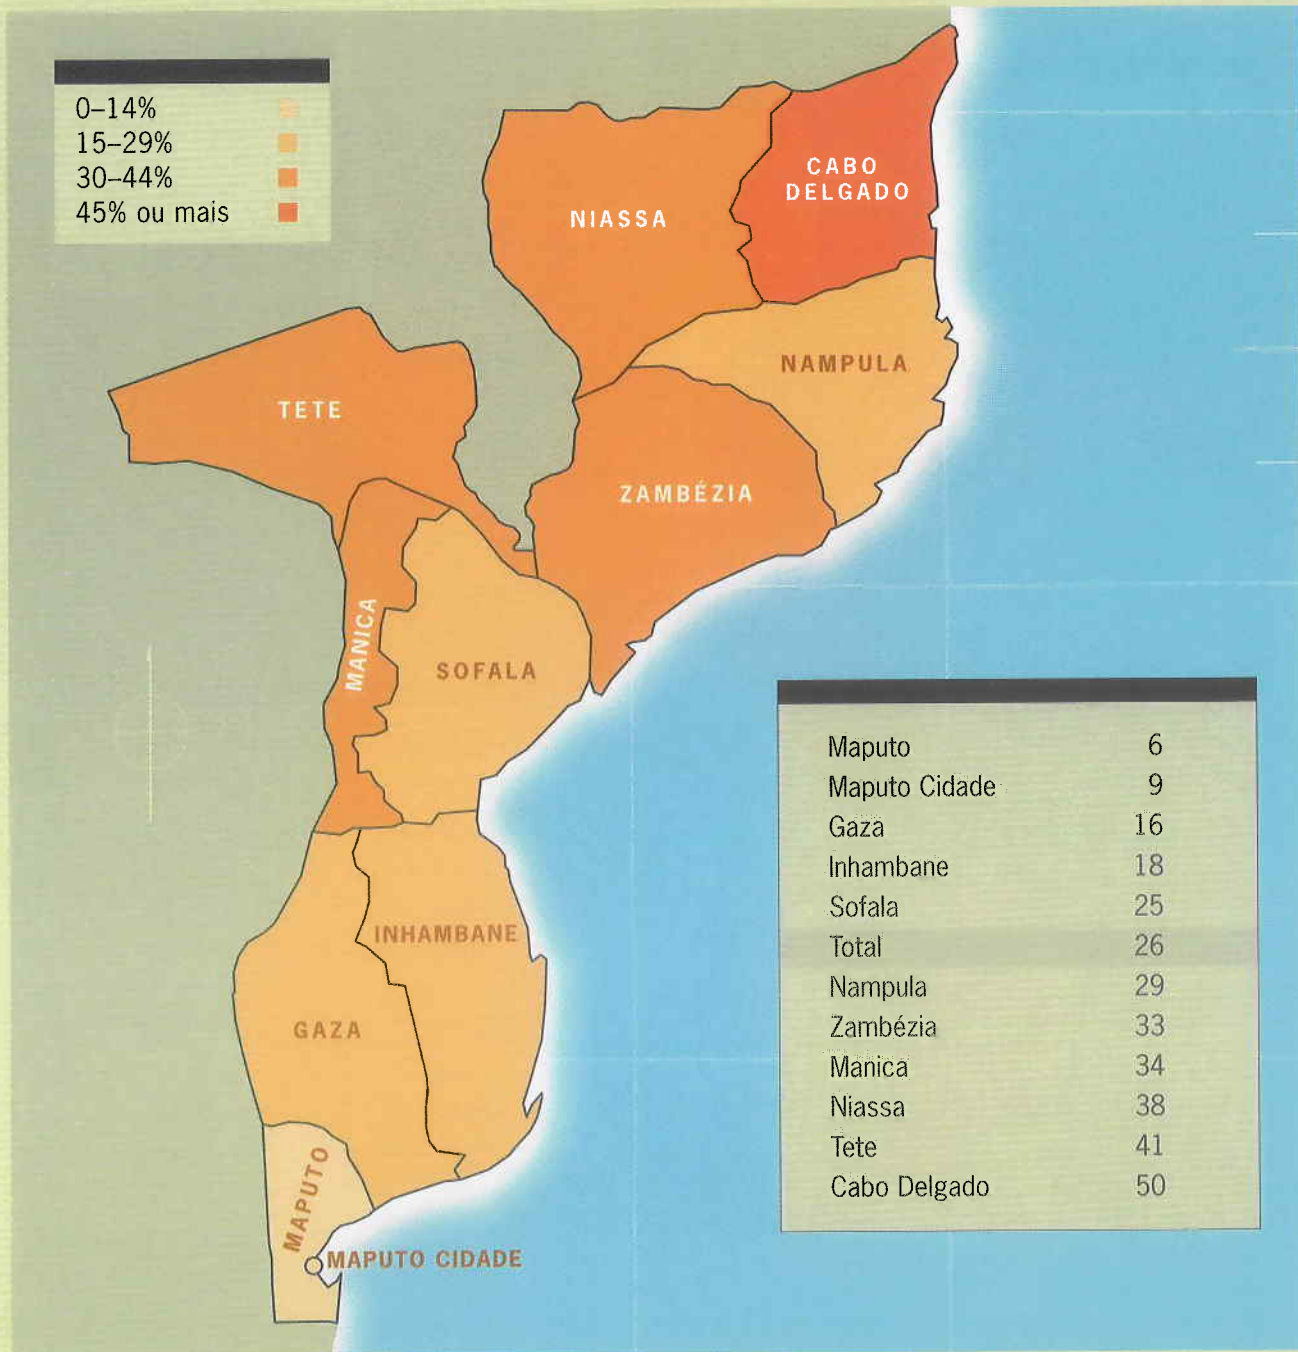 0–14%
15–29%
30–44%
45% ou mais
CABO
DELGADO
NIASSA
NAMPULA
TETE
ZAMBÉZIA
MANICA
SOFALA
INHAMBANE
GAZA
MAPUTO
MAPUTO CIDADE
Maputo 6
Maputo Cidade 9
Gaza 16
Inhambane 18
Sofala 25
Total 26
Nampula 29
Zambézia 33
Manica 34
Niassa 38
Tete 41
Cabo Delgado 50